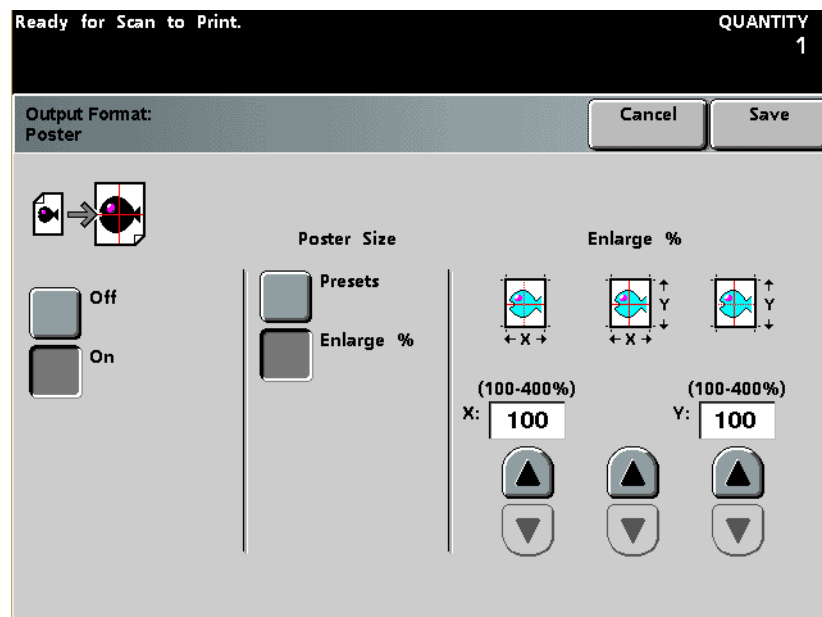 Ready for Scan to Print.
QUANTITY
1
Output Format:
Poster
Cancel
Save
Poster Size
Enlarge %
Off
On
Presets
Enlarge %
← X →
← X →
Y
Y
(100-400%)
X: 100
(100-400%)
Y: 100